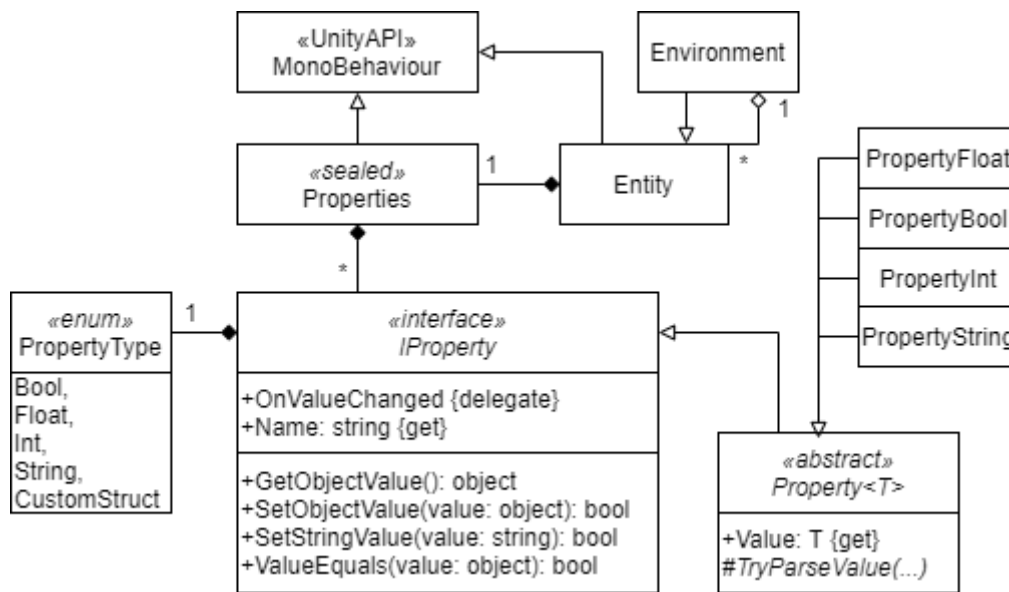 «UnityAPI»
MonoBehaviour
Environment
1
*
«sealed»
Properties
1
Entity
*
PropertyFloat
PropertyBool
PropertyInt
PropertyString
«enum»
PropertyType
Bool,
Float,
Int,
String,
CustomStruct
1
«interface»
IProperty
+OnValueChanged {delegate}
+Name: string {get}
+GetObjectValue(): object
+SetObjectValue(value: object): bool
+SetStringValue(value: string): bool
+ValueEquals(value: object): bool
«abstract»
Property<T>
+Value: T {get}
#TryParseValue(...)